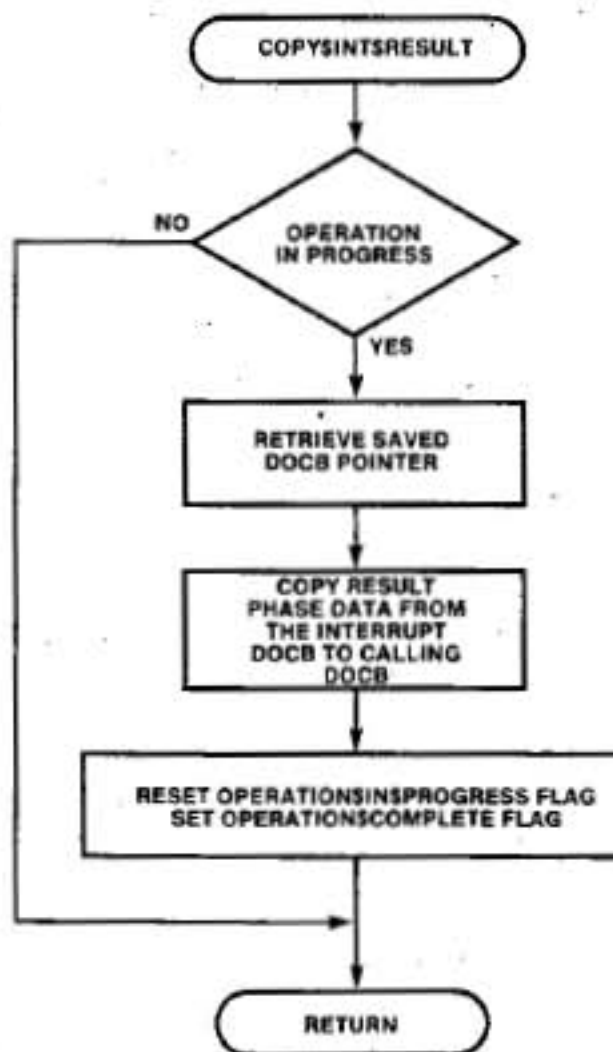 COPY$INT$RESULT
OPERATION
IN PROGRESS
NO
YES
RETRIEVE SAVED
DOCB POINTER
COPY RESULT
PHASE DATA FROM
THE INTERRUPT
DOCB TO CALLING
DOCB
RESET OPERATION$IN$PROGRESS FLAG
SET OPERATION$COMPLETE FLAG
RETURN